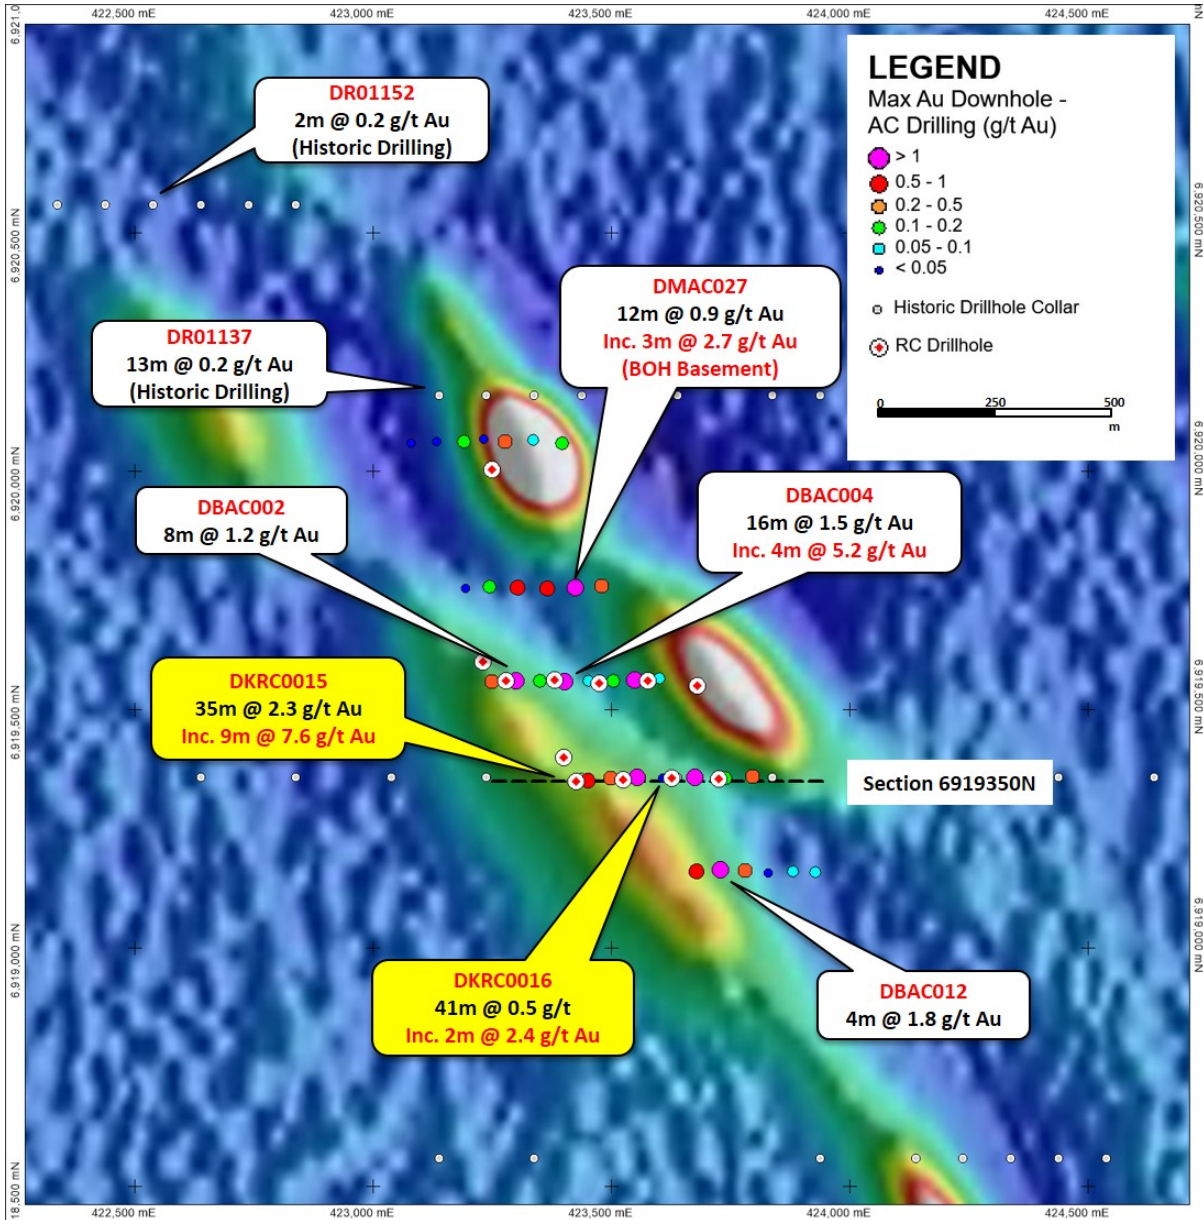 422,500 mE
423,000 mE
423,500 mE
424,000 mE
424,500 mE
6,921,0
mN
LEGEND
Max Au Downhole -
AC Drilling (g/t Au)
> 1
0.5 - 1
0.2 - 0.5
0.1 - 0.2
0.05 - 0.1
< 0.05
Historic Drillhole Collar
RC Drillhole
0
250
500
m
DR01152
2m @ 0.2 g/t Au
(Historic Drilling)
6,920,500 mN
6,920,500 mN
DMAC027
12m @ 0.9 g/t Au
Inc. 3m @ 2.7 g/t Au
(BOH Basement)
DR01137
13m @ 0.2 g/t Au
(Historic Drilling)
6,920,000 mN
6,920,000 mN
DBAC002
8m @ 1.2 g/t Au
DBAC004
16m @ 1.5 g/t Au
Inc. 4m @ 5.2 g/t Au
DKRC0015
35m @ 2.3 g/t Au
Inc. 9m @ 7.6 g/t Au
6,919,500 mN
6,919,500 mN
Section 6919350N
DKRC0016
41m @ 0.5 g/t
Inc. 2m @ 2.4 g/t Au
DBAC012
4m @ 1.8 g/t Au
6,919,000 mN
6,919,000 mN
18,500 mN
18,500 mN
422,500 mE
423,000 mE
423,500 mE
424,000 mE
424,500 mE